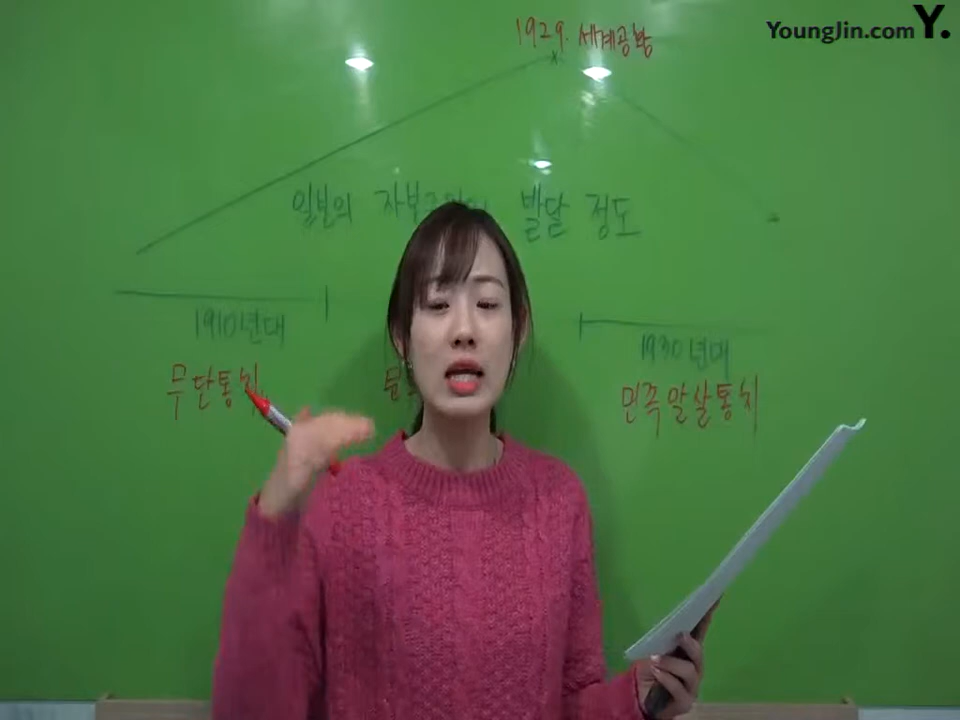 YoungJin.com Y.
1929. 세계공황
일본의 발달 정도
1910년대
1930년대
무단통치
민족말살통치